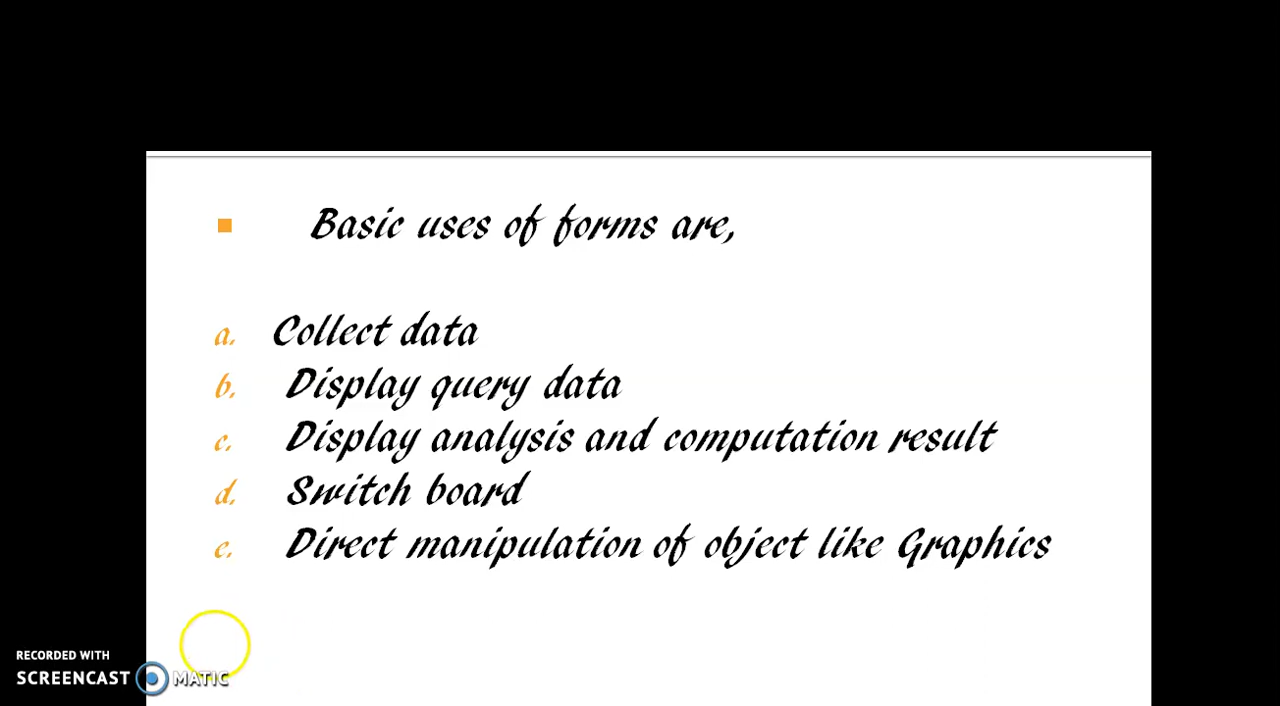 Basic uses of forms are,
a. Collect data
b. Display query data
c. Display analysis and computation result
d. Switch board
e. Direct manipulation of object like Graphics
RECORDED WITH
SCREENCAST MATIC